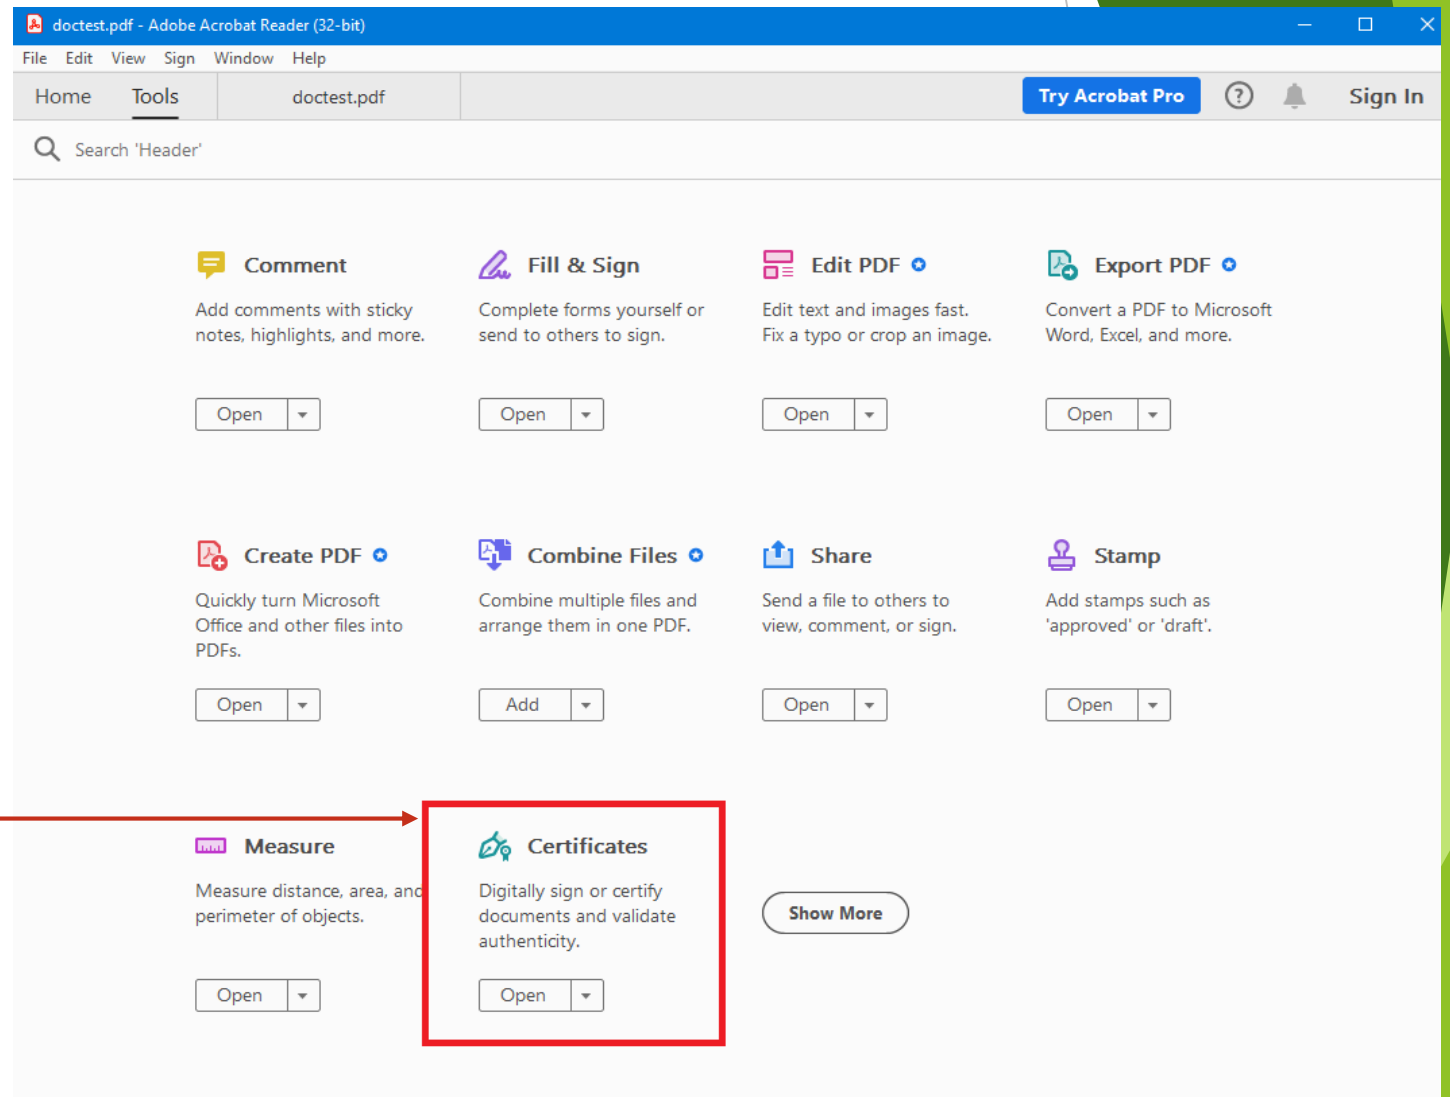 doctest.pdf - Adobe Acrobat Reader (32-bit)
File Edit View Sign Window Help
Home Tools doctest.pdf Try Acrobat Pro Sign In
Search 'Header'
Comment
Add comments with sticky
notes, highlights, and more.
Open
Fill & Sign
Complete forms yourself or
send to others to sign.
Open
Edit PDF
Edit text and images fast.
Fix a typo or crop an image.
Open
Export PDF
Convert a PDF to Microsoft
Word, Excel, and more.
Open
Create PDF
Quickly turn Microsoft
Office and other files into
PDFs.
Open
Combine Files
Combine multiple files and
arrange them in one PDF.
Add
Share
Send a file to others to
view, comment, or sign.
Open
Stamp
Add stamps such as
'approved' or 'draft'.
Open
Measure
Measure distance, area, and
perimeter of objects.
Open
Certificates
Digitally sign or certify
documents and validate
authenticity.
Open
Show More